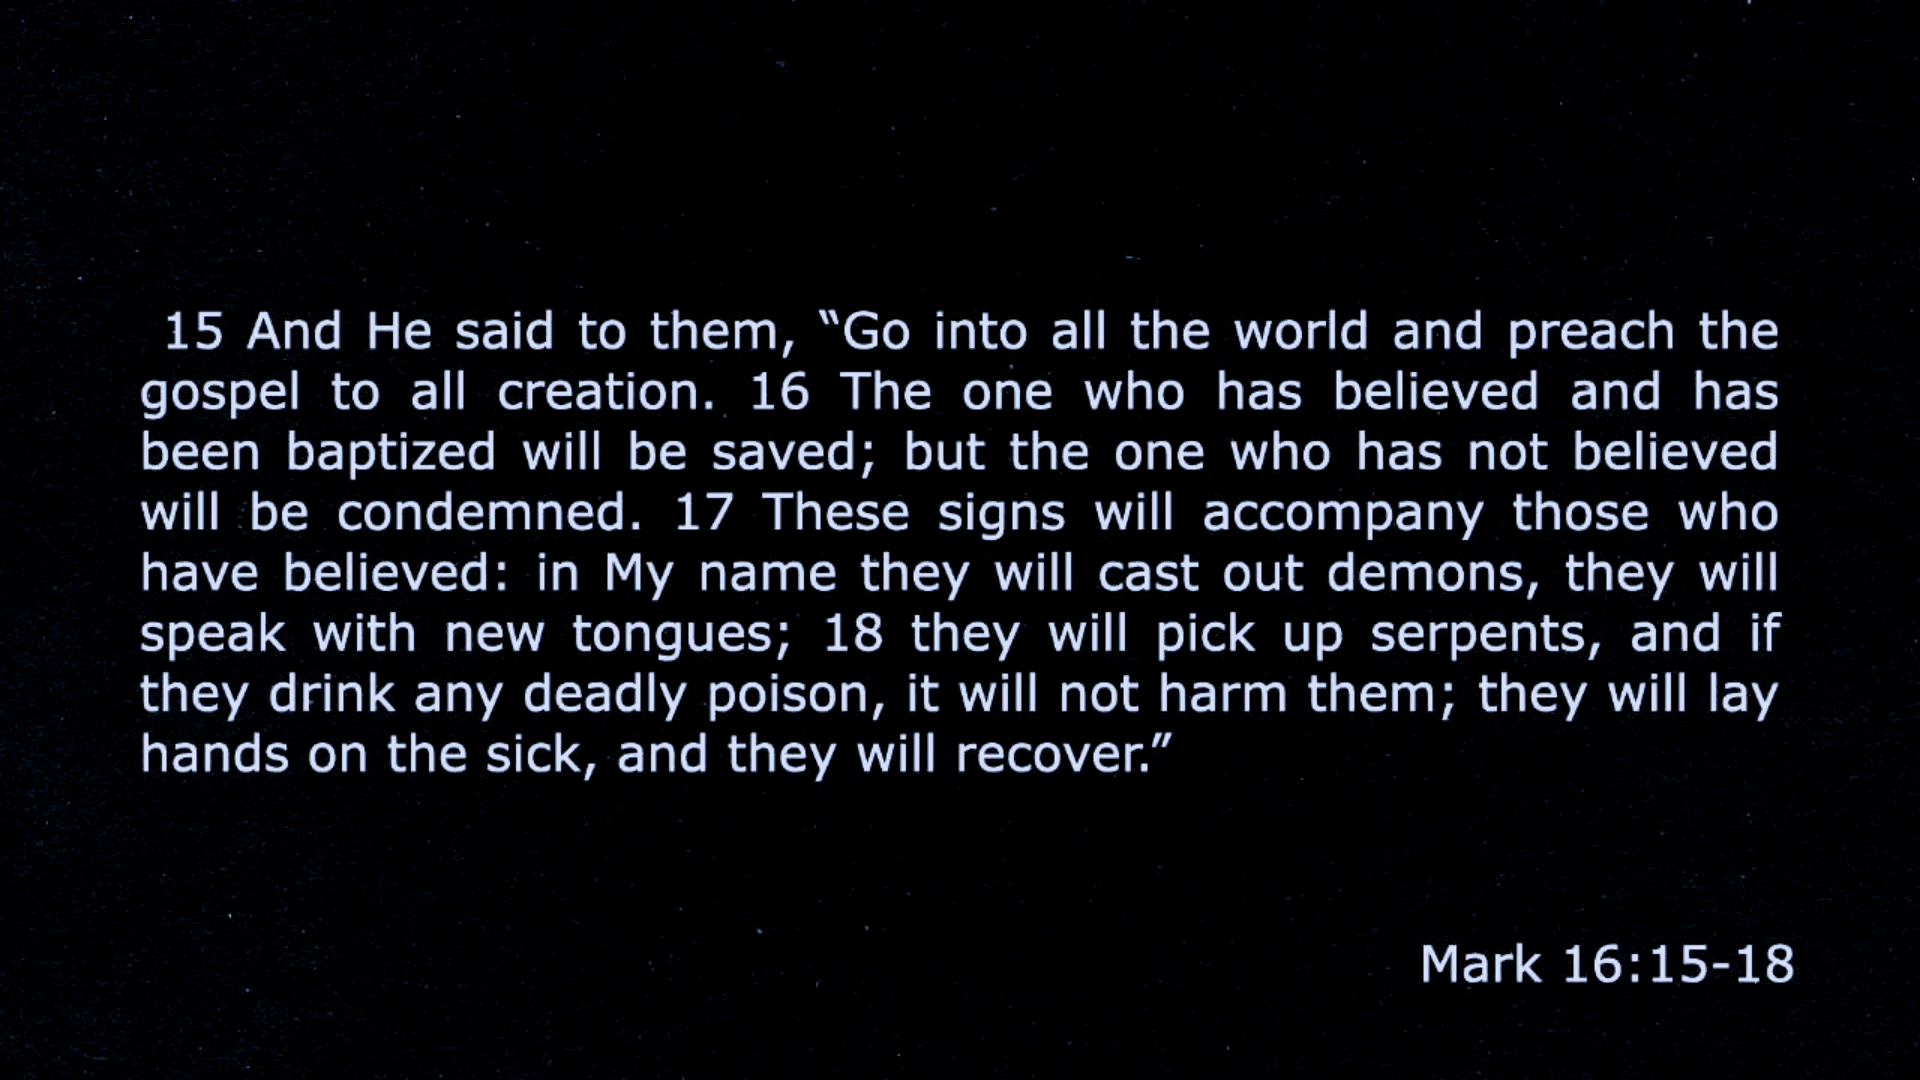 15 And He said to them, “Go into all the world and preach the
gospel to all creation. 16 The one who has believed and has
been baptized will be saved; but the one who has not believed
will be condemned. 17 These signs will accompany those who
have believed: in My name they will cast out demons, they will
speak with new tongues; 18 they will pick up serpents, and if
they drink any deadly poison, it will not harm them; they will lay
hands on the sick, and they will recover.”
Mark 16:15-18